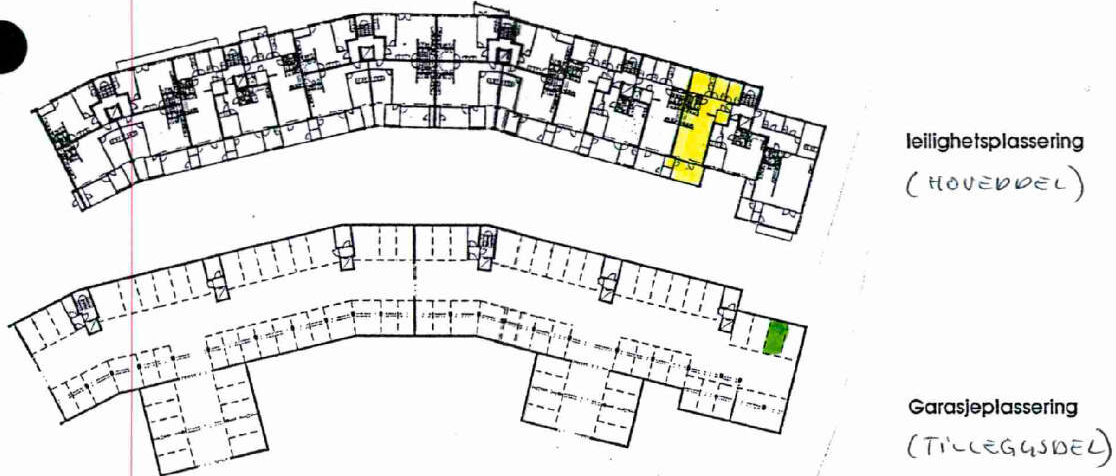 leilighetsplassering
(HOVEDDEL)
Garasjeplassering
(TILLEGGSDEL)